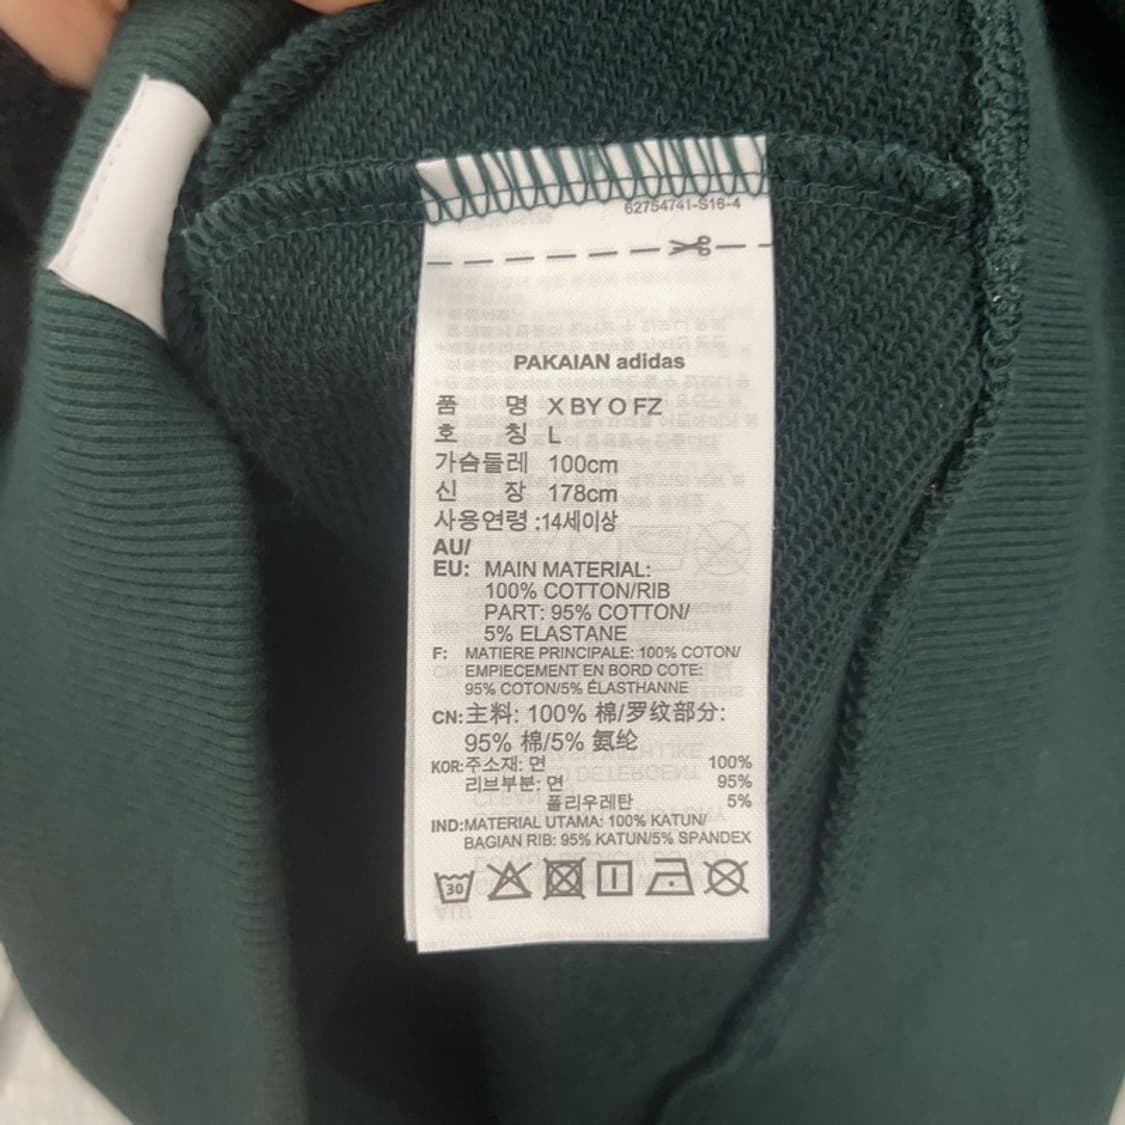 62754741-S16-4
PAKAIAN adidas
품 명 X BY O FZ
호 칭 L
가슴둘레 100cm
신 장 178cm
사용연령 :14세이상
AU/
EU: MAIN MATERIAL:
100% COTTON/RIB
PART: 95% COTTON/
5% ELASTANE
F: MATIERE PRINCIPALE: 100% COTON/
EMPIECEMENT EN BORD COTE:
95% COTON/5% ÉLASTHANNE
CN:主料: 100% 棉/罗纹部分:
95% 棉/5% 氨纶
KOR:주소재: 면 100%
리브부분: 면 95%
폴리우레탄 5%
IND:MATERIAL UTAMA: 100% KATUN/
BAGIAN RIB: 95% KATUN/5% SPANDEX
30